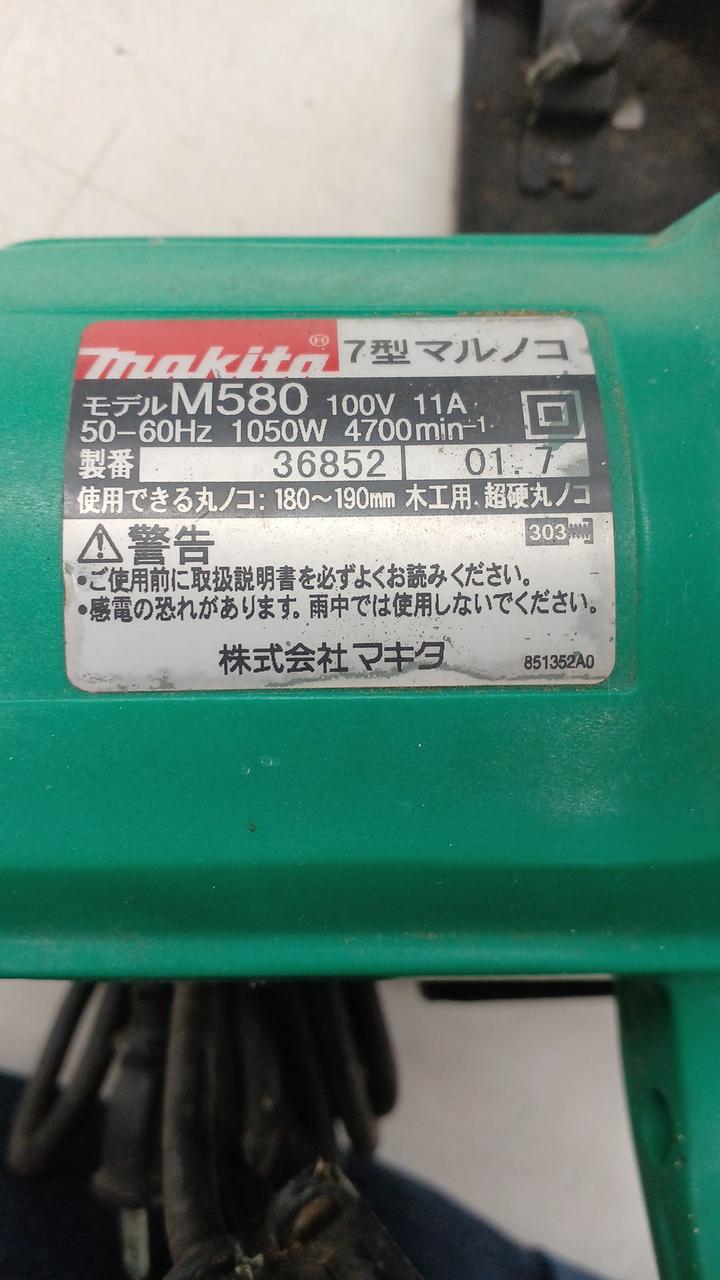 makita® 7型マルノコ
モデルM580 100V 11A
50-60Hz 1050W 4700min⁻¹
製番 36852 01.7
使用できる丸ノコ: 180〜190mm 木工用. 超硬丸ノコ
警告 303
•ご使用前に取扱説明書を必ずよくお読みください。
•感電の恐れがあります。雨中では使用しないでください。
株式会社マキタ 851352A0